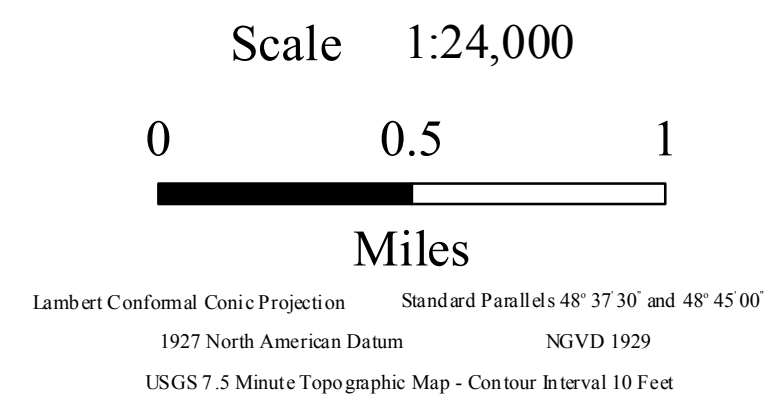 Scale 1:24,000
0 0.5 1
Miles
Lambert Conformal Conic Projection Standard Parallels 48° 37' 30" and 48° 45' 00"
1927 North American Datum NGVD 1929
USGS 7.5 Minute Topographic Map - Contour Interval 10 Feet